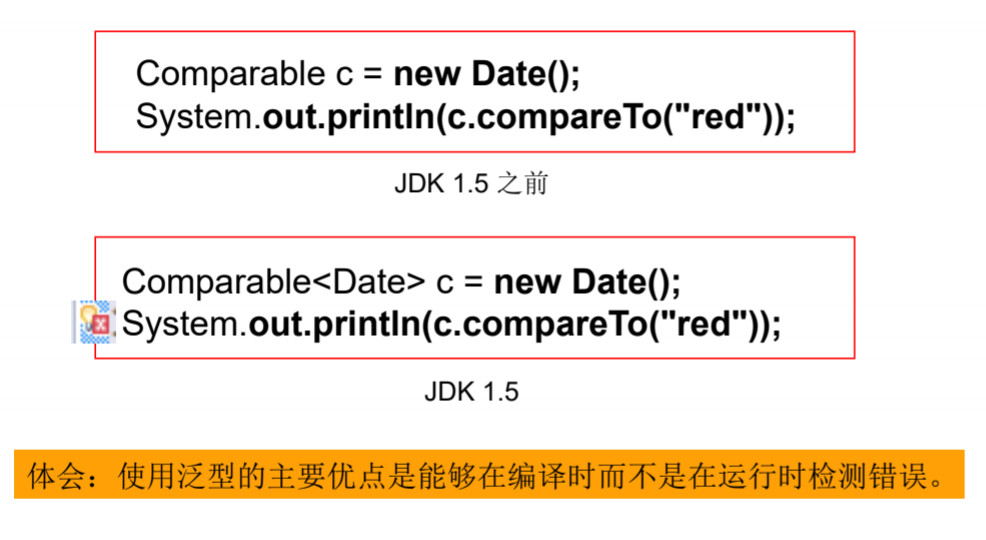 Comparable c = new Date();
System.out.println(c.compareTo("red"));
JDK 1.5 之前
Comparable<Date> c = new Date();
System.out.println(c.compareTo("red"));
JDK 1.5
体会：使用泛型的主要优点是能够在编译时而不是在运行时检测错误。